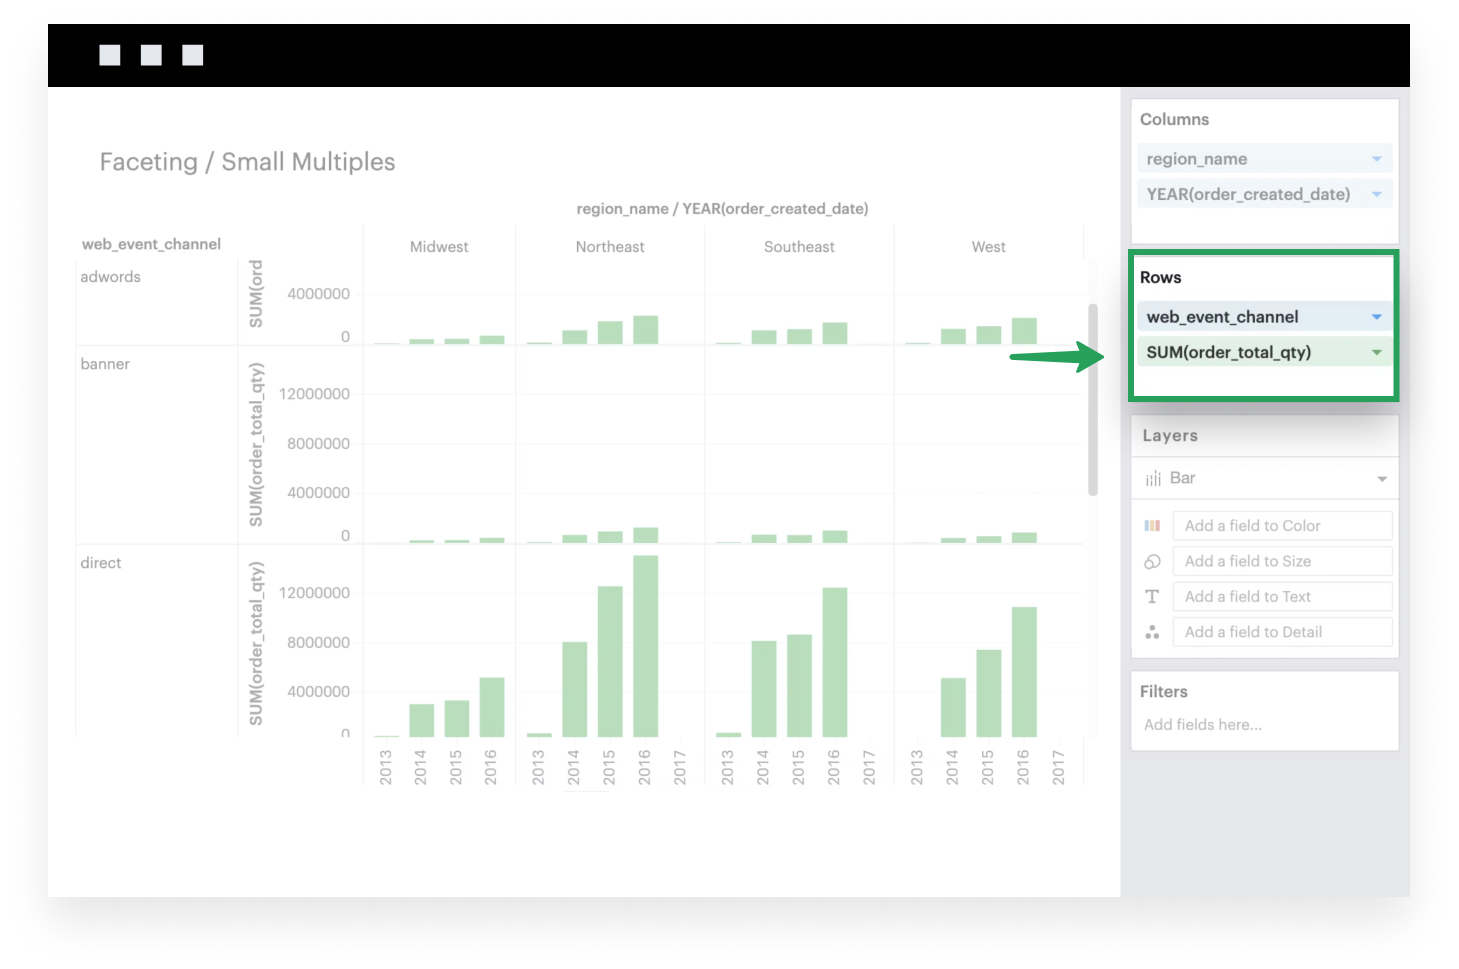 Faceting / Small Multiples
region_name / YEAR(order_created_date)
web_event_channel
Midwest
Northeast
Southeast
West
adwords
SUM(ord
4000000
0
banner
SUM(order_total_qty)
12000000
8000000
4000000
0
direct
SUM(order_total_qty)
12000000
8000000
4000000
0
2013
2014
2015
2016
2013
2014
2015
2016
2017
2013
2014
2015
2016
2017
2013
2014
2015
2016
2017
Columns
region_name
YEAR(order_created_date)
Rows
web_event_channel
SUM(order_total_qty)
Layers
Bar
Add a field to Color
Add a field to Size
T Add a field to Text
Add a field to Detail
Filters
Add fields here...